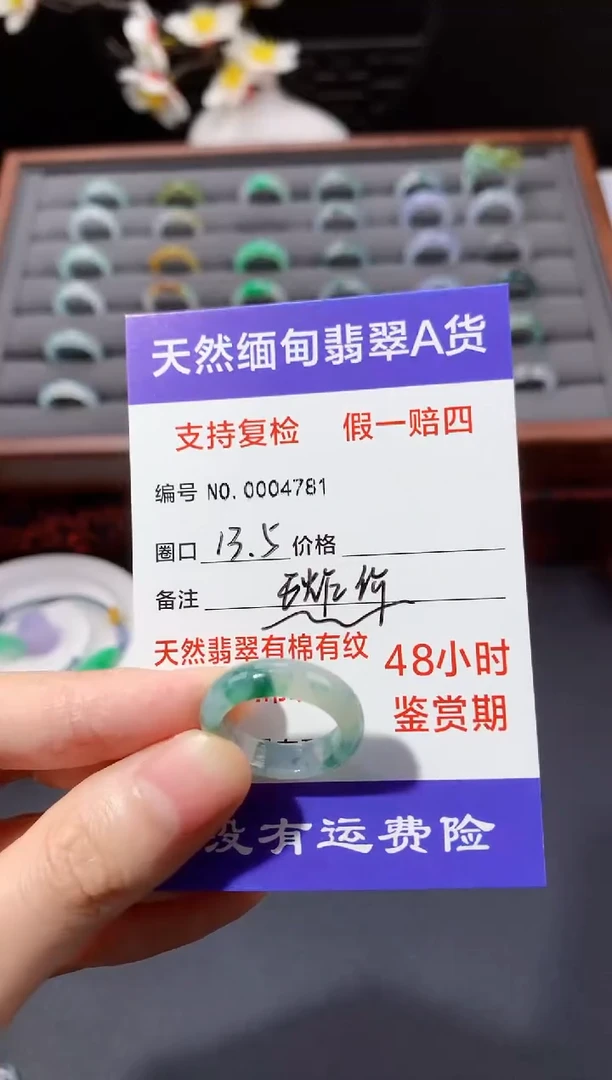 天然缅甸翡翠A货
支持复检 假一赔四
编号 NO.0004781
圈口 13.5 价格
备注 炸价
天然翡翠有棉有纹
48小时
鉴赏期
没有运费险